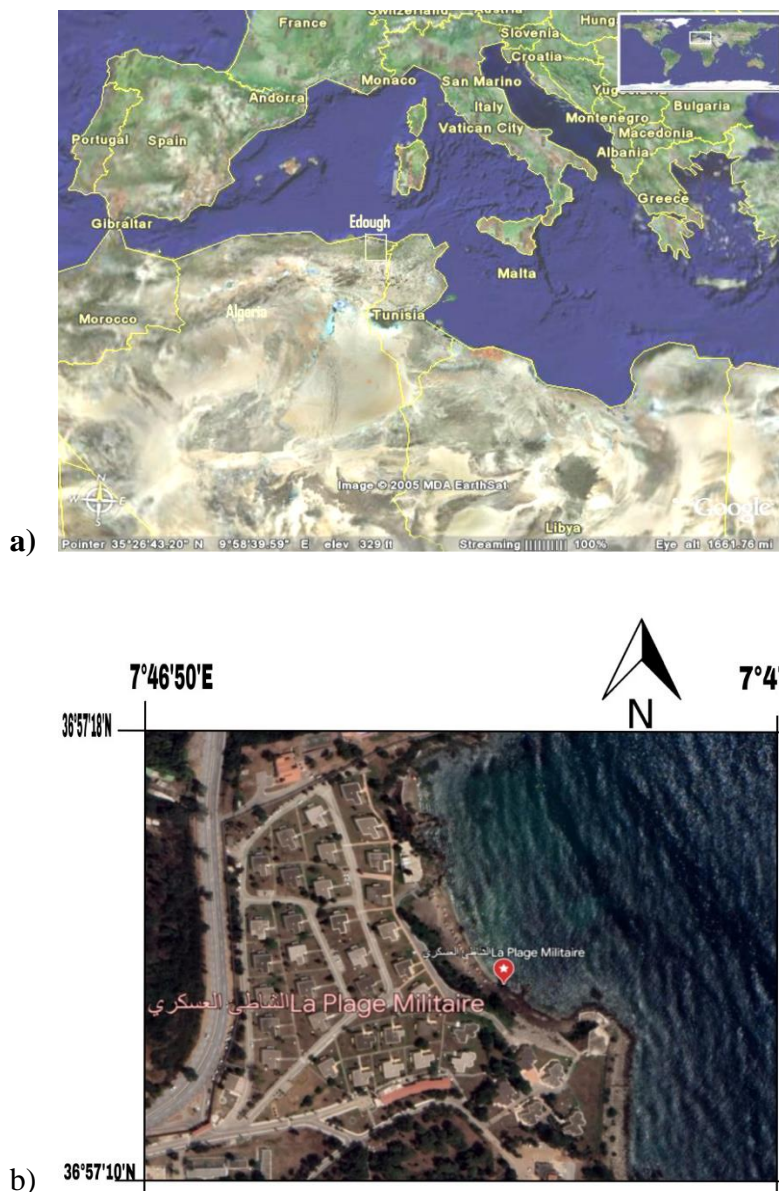 France
Switzerland
Austria
Hung
Slovenia
Croatia
Monaco
San Marino
Andorra
Italy
Montenegro
Bulgaria
Portugal
Spain
Vatican City
Macedonia
Albania
Greece
Gibraltar
Edough
Malta
Algeria
Morocco
Tunisia
Image © 2005 MDA EarthSat
Google
Libya
N
W
E
S
a)
Pointer 35°26'43.20" N 9°58'39.59" E elev 329 ft Streaming 100% Eye alt 1661.76 mi
7°46'50'E
7°4'
N
36°57'18'N
الشاطئ العسكري La Plage Militaire
الشاطئ العسكري La Plage Militaire
b)
36°57'10'N